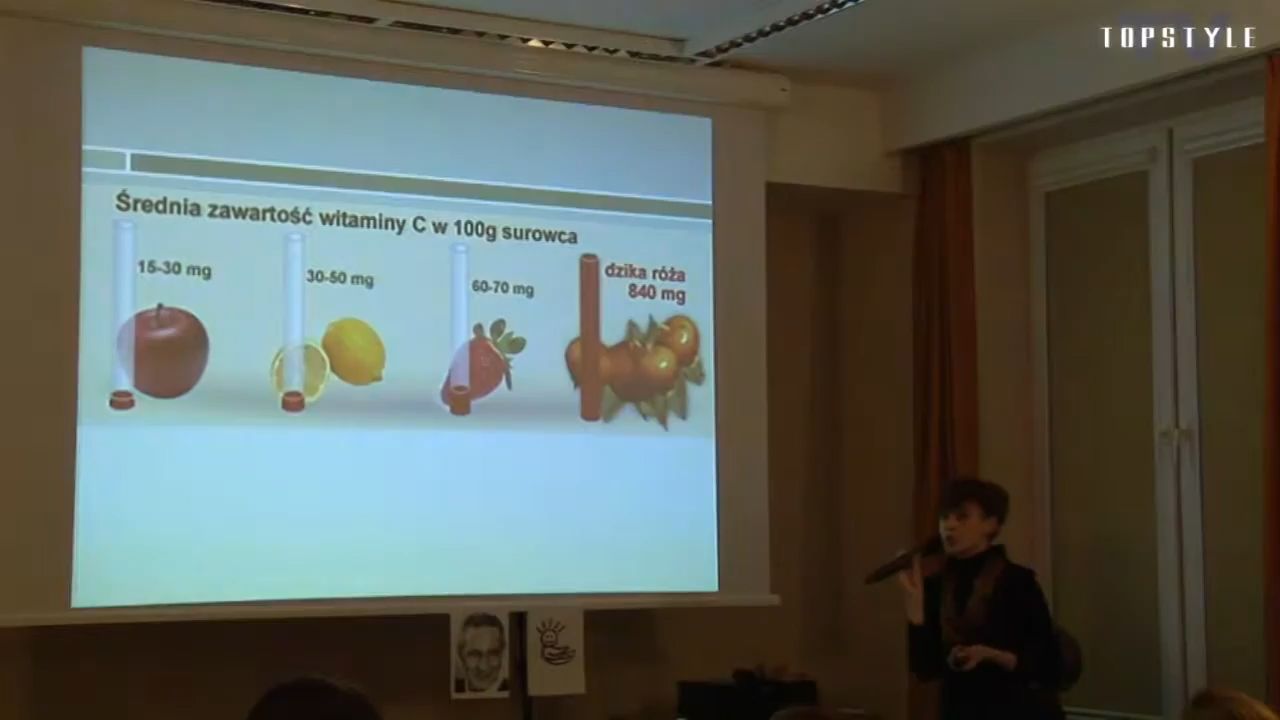 TOPSTYLE
Średnia zawartość witaminy C w 100g surowca
15-30 mg
30-50 mg
60-70 mg
dzika róża
840 mg